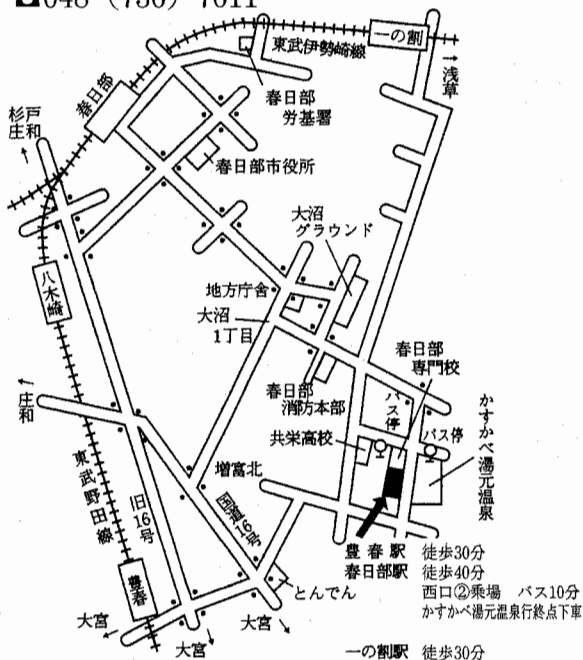 ☎048（736）7611
一の割
東武伊勢崎線
→浅草
春日部
労基署
春日部
杉戸
庄和
↑
春日部市役所
大沼
グラウンド
地方庁舎
大沼
1丁目
八木崎
春日部
専門校
かすかべ湯元温泉
春日部
消防本部
バス停
バス停
共栄高校
↑庄和
東武野田線
旧16号
増富北
国道16号
豊春
とんでん
大宮
大宮
大宮
豊春駅 徒歩30分
春日部駅 徒歩40分
西口②乗場 バス10分
かすかべ湯元温泉行終点下車
一の割駅 徒歩30分